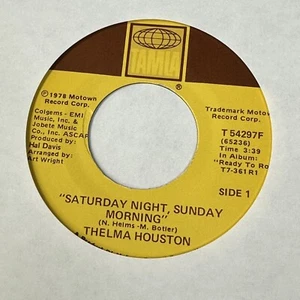 TAMLA
®
℗ 1978 Motown
Record Corp.
Trademark Motown
Record Corp.
Colgems - EMI
Music, Inc. &
Jobete Music
Co., Inc. ASCAP
Produced by:
Hal Davis
Arranged by:
Art Wright
T 54297F
(65236)
Time 3:39
In Album:
"Ready To Ro
T7-361 R1
SIDE 1
"SATURDAY NIGHT, SUNDAY
MORNING"
(N. Helms -M. Botler)
THELMA HOUSTON